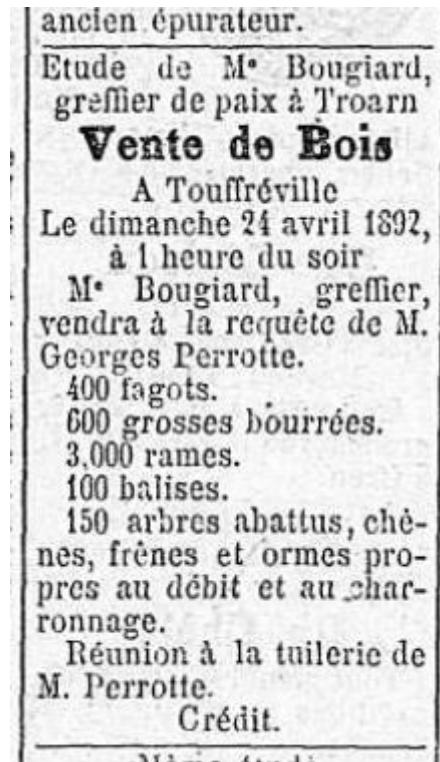 ancien épurateur.
Etude de Mᵉ Bougiard,
greffier de paix à Troarn
Vente de Bois
A Touffréville
Le dimanche 24 avril 1892,
à 1 heure du soir
Mᵉ Bougiard, greffier,
vendra à la requête de M.
Georges Perrotte.
400 fagots.
600 grosses bourrées.
3,000 rames.
100 balises.
150 arbres abattus, chê-
nes, frênes et ormes pro-
pres au débit et au char-
ronnage.
Réunion à la tuilerie de
M. Perrotte.
Crédit.